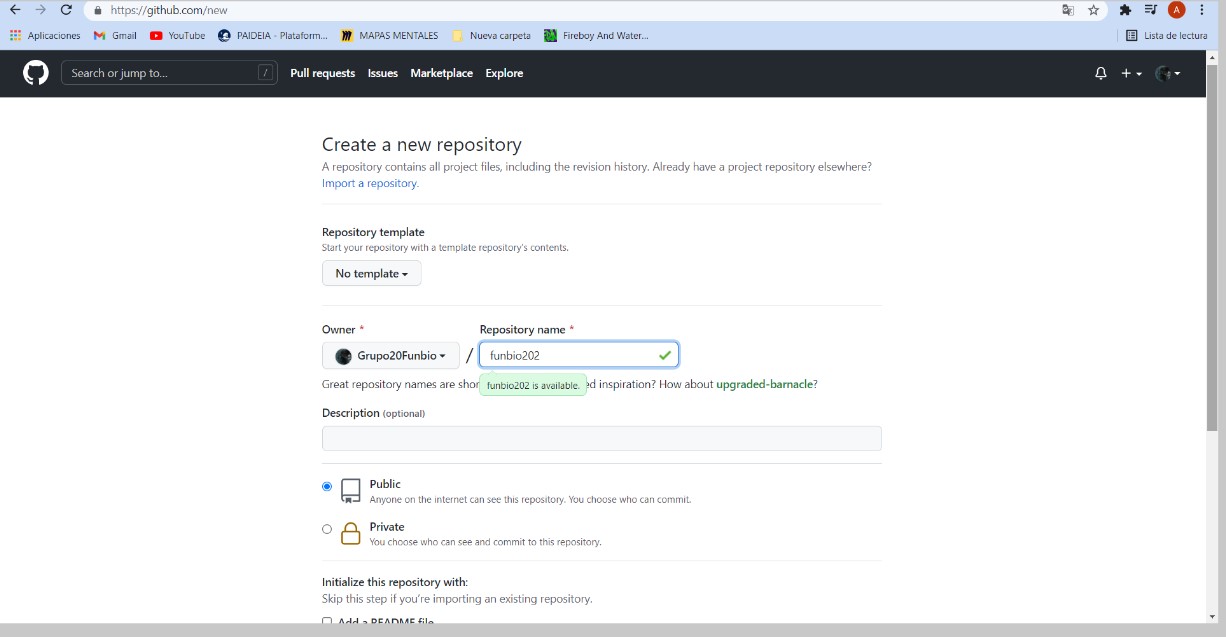 https://github.com/new
A
Aplicaciones Gmail YouTube PAIDEIA - Plataform... MAPAS MENTALES Nueva carpeta Fireboy And Water... Lista de lectura
Search or jump to... / Pull requests Issues Marketplace Explore
Create a new repository
A repository contains all project files, including the revision history. Already have a project repository elsewhere?
Import a repository.
Repository template
Start your repository with a template repository's contents.
No template
Owner * Repository name *
Grupo20Funbio / funbio202
Great repository names are shor funbio202 is available. ed inspiration? How about upgraded-barnacle?
Description (optional)
Public
Anyone on the internet can see this repository. You choose who can commit.
Private
You choose who can see and commit to this repository.
Initialize this repository with:
Skip this step if you're importing an existing repository.
Add a README file